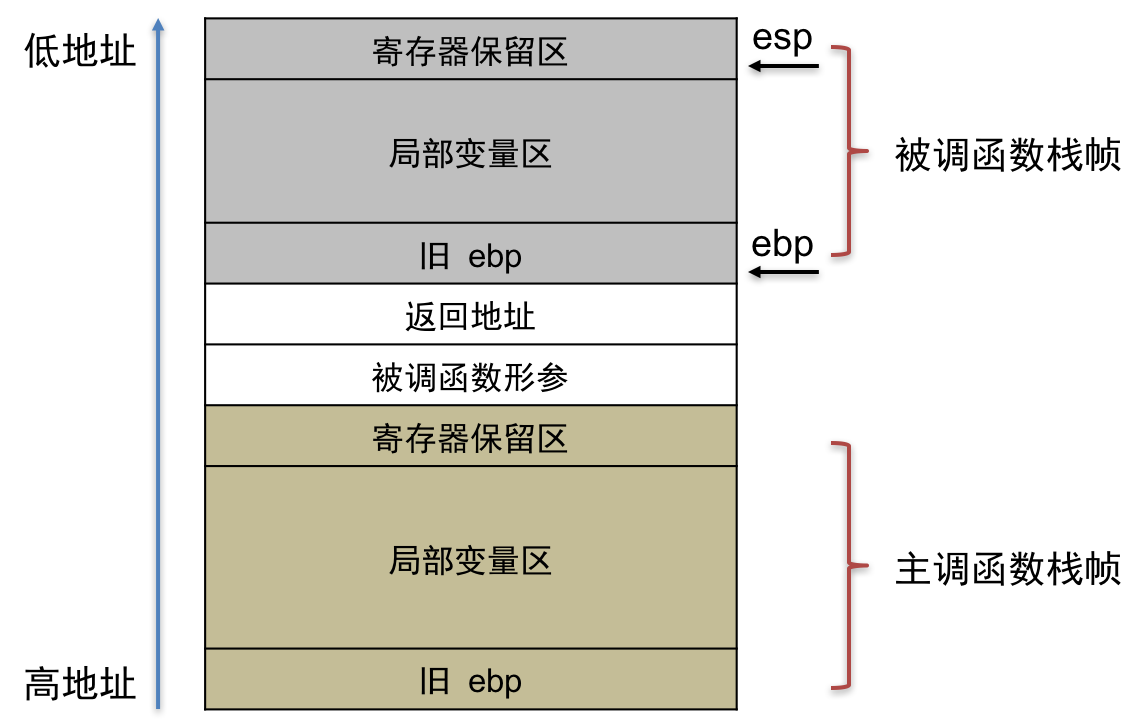 低地址
寄存器保留区
esp
局部变量区
被调函数栈帧
旧 ebp
ebp
返回地址
被调函数形参
寄存器保留区
局部变量区
主调函数栈帧
高地址
旧 ebp